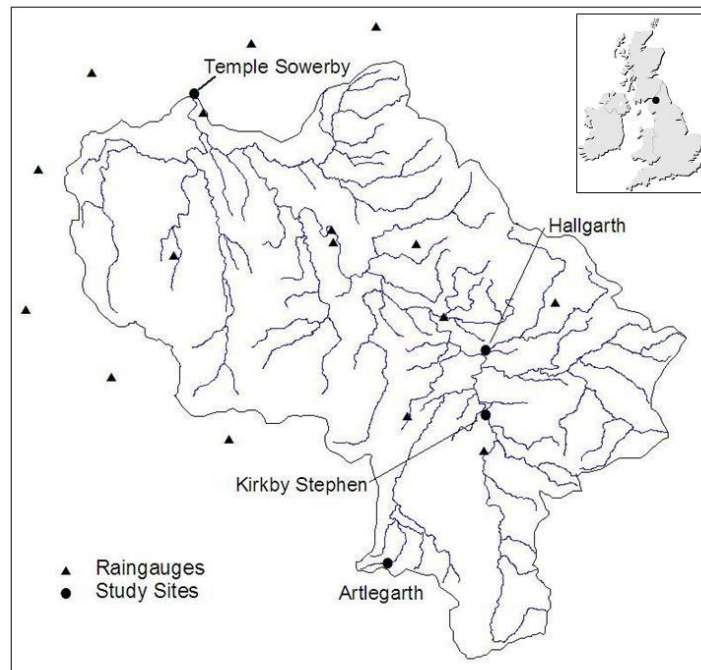 Temple Sowerby
Hallgarth
Kirkby Stephen
Raingauges
Study Sites
Artlegarth